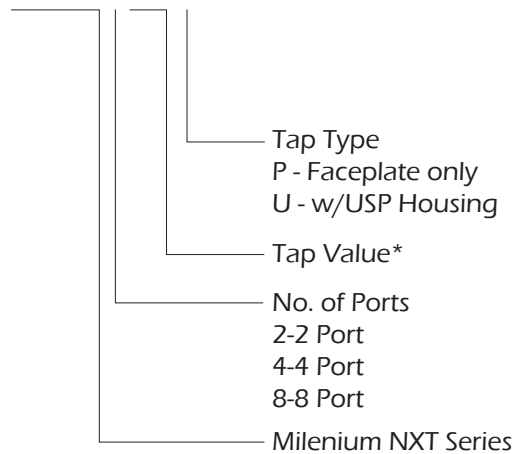 Tap Type
P - Faceplate only
U - w/USP Housing
Tap Value*
No. of Ports
2-2 Port
4-4 Port
8-8 Port
Milenium NXT Series